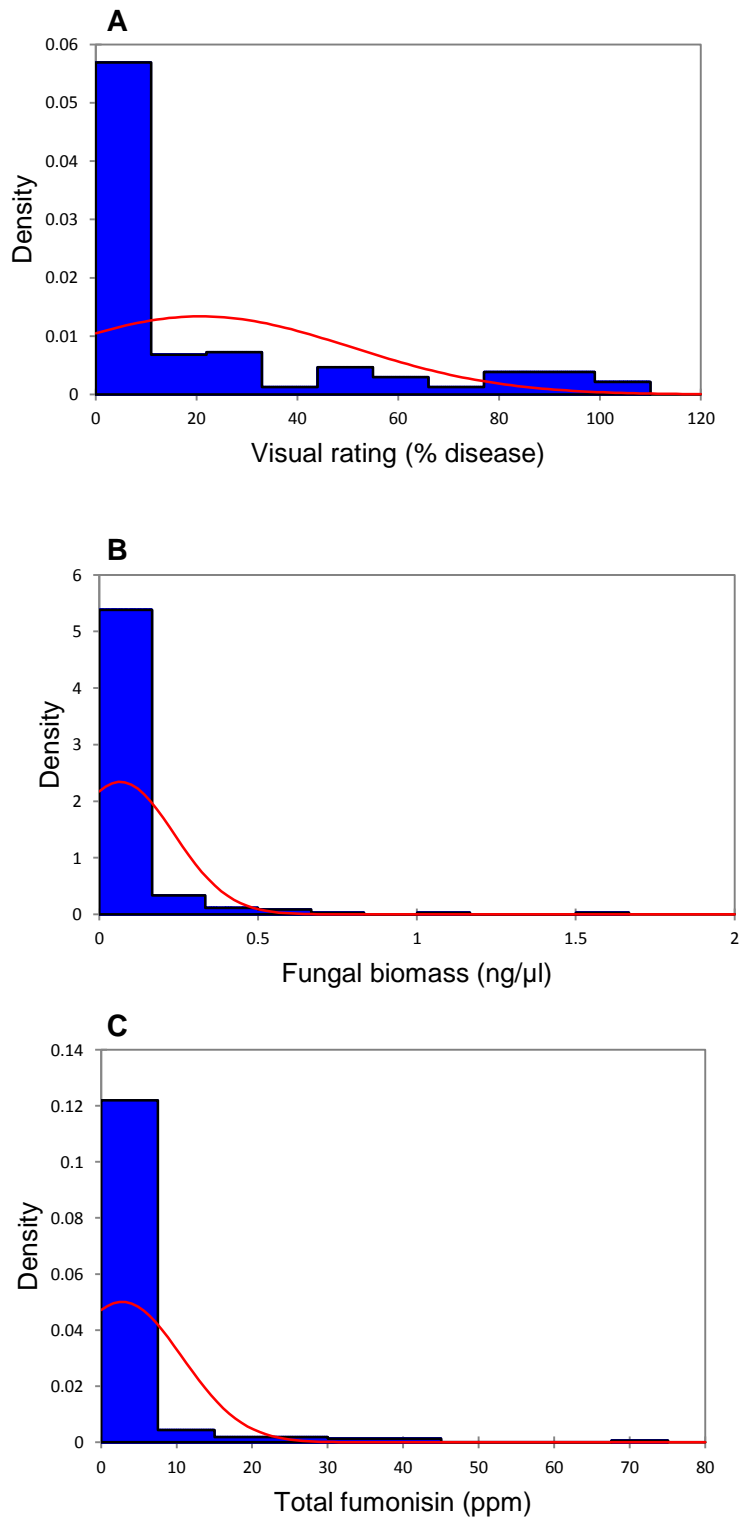 A
0.06
0.05
0.04
0.03
0.02
0.01
0
Density
0 20 40 60 80 100 120
Visual rating (% disease)
B
6
5
4
3
2
1
0
Density
0 0.5 1 1.5 2
Fungal biomass (ng/µl)
C
0.14
0.12
0.1
0.08
0.06
0.04
0.02
0
Density
0 10 20 30 40 50 60 70 80
Total fumonisin (ppm)